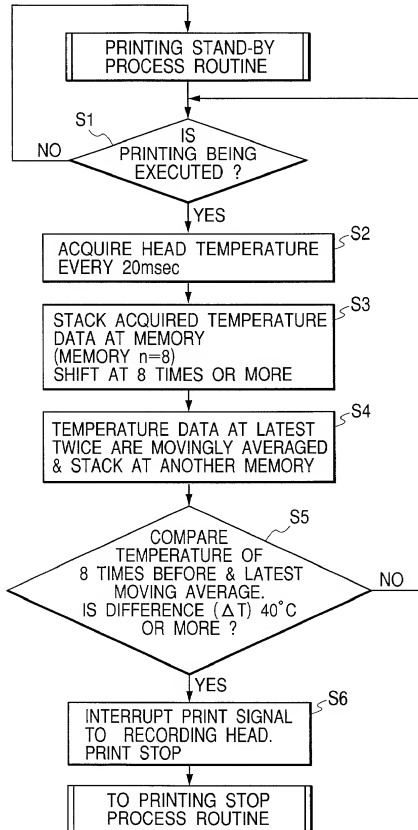 PRINTING STAND-BY
PROCESS ROUTINE
S1
IS
PRINTING BEING
EXECUTED ?
NO
YES
S2
ACQUIRE HEAD TEMPERATURE
EVERY 20msec
S3
STACK ACQUIRED TEMPERATURE
DATA AT MEMORY
(MEMORY n=8)
SHIFT AT 8 TIMES OR MORE
S4
TEMPERATURE DATA AT LATEST
TWICE ARE MOVINGLY AVERAGED
& STACK AT ANOTHER MEMORY
S5
COMPARE
TEMPERATURE OF
8 TIMES BEFORE & LATEST
MOVING AVERAGE.
IS DIFFERENCE (ΔT) 40°C
OR MORE ?
NO
YES
S6
INTERRUPT PRINT SIGNAL
TO RECORDING HEAD.
PRINT STOP
TO PRINTING STOP
PROCESS ROUTINE